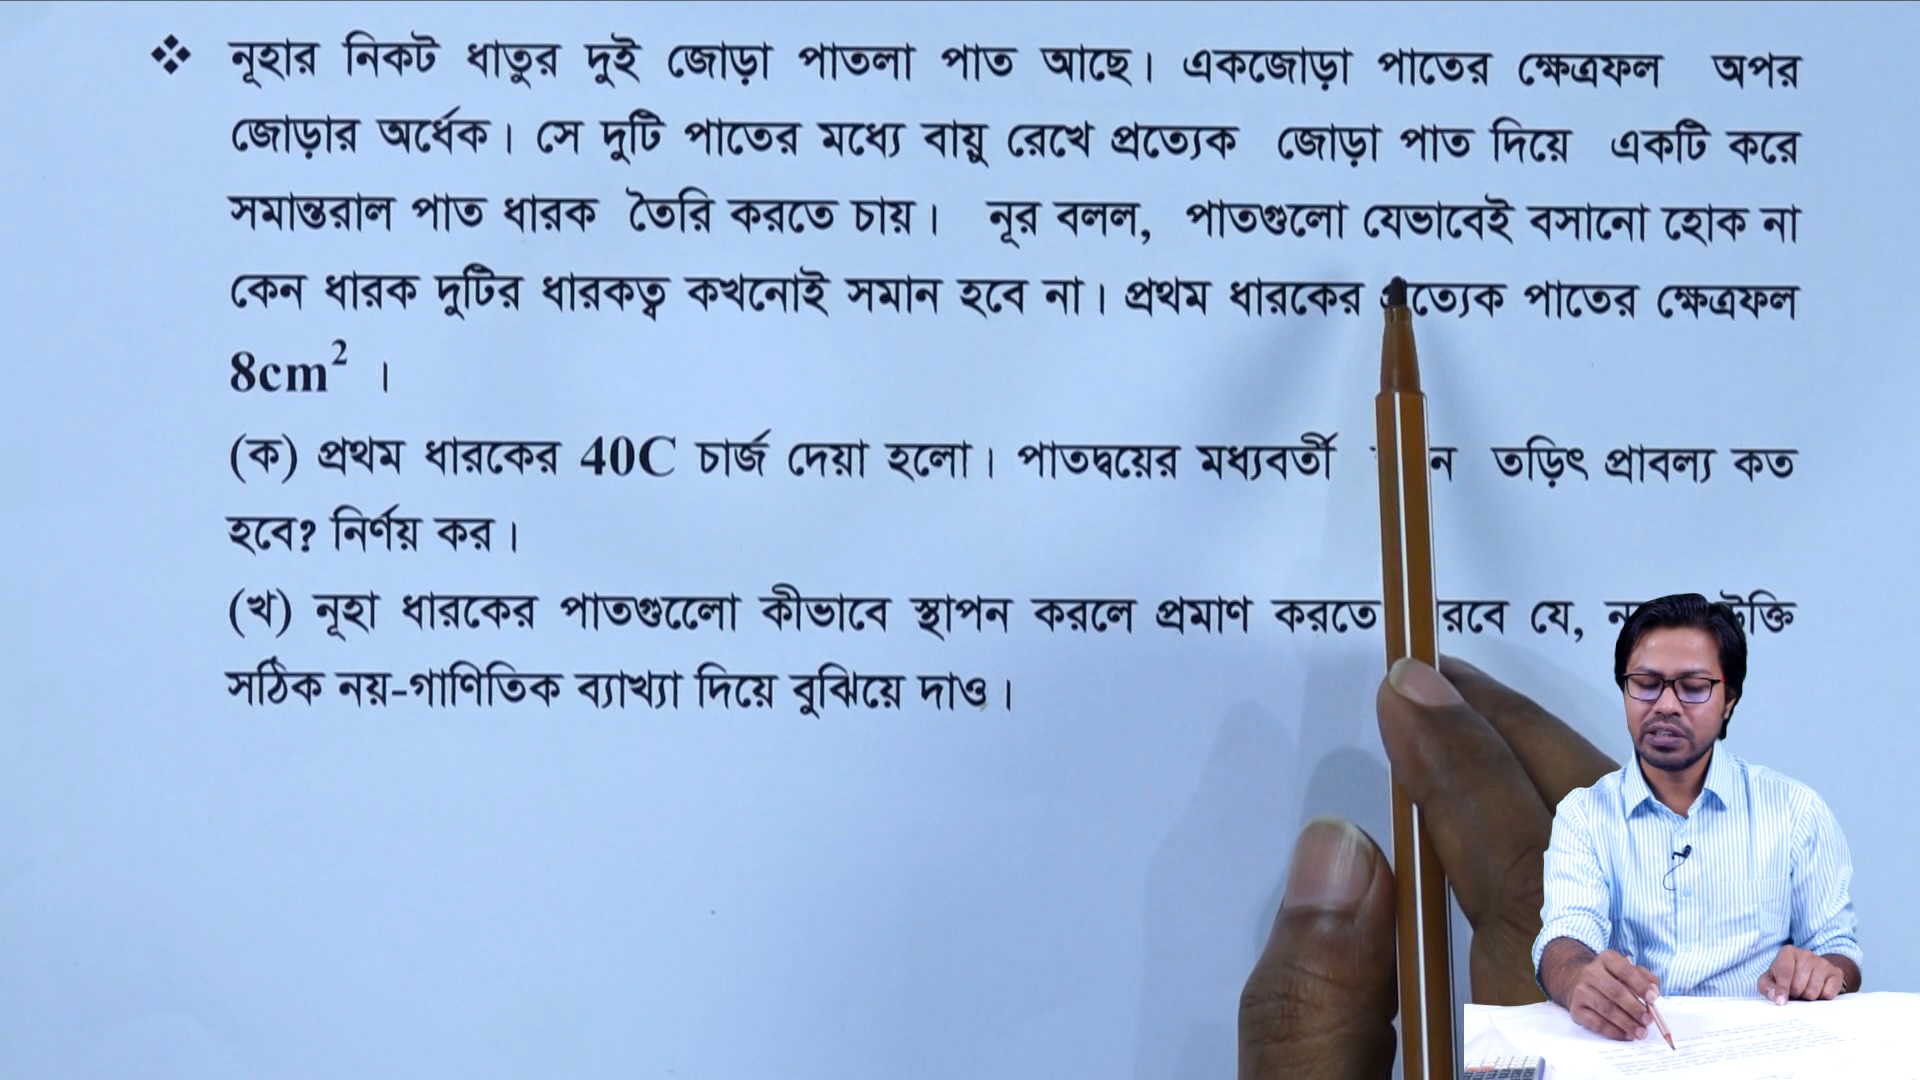 ❖ নূহার নিকট ধাতুর দুই জোড়া পাতলা পাত আছে। একজোড়া পাতের ক্ষেত্রফল অপর
জোড়ার অর্ধেক। সে দুটি পাতের মধ্যে বায়ু রেখে প্রত্যেক জোড়া পাত দিয়ে একটি করে
সমান্তরাল পাত ধারক তৈরি করতে চায়। নূর বলল, পাতগুলো যেভাবেই বসানো হোক না
কেন ধারক দুটির ধারকত্ব কখনোই সমান হবে না। প্রথম ধারকের পাতের ক্ষেত্রফল
8cm² ।
(ক) প্রথম ধারকের 40C চার্জ দেয়া হলো। পাতদ্বয়ের মধ্যবর্তী তড়িৎ প্রাবল্য কত
হবে? নির্ণয় কর।
(খ) নূহা ধারকের পাতগুলো কীভাবে স্থাপন করলে প্রমাণ করতে যে,
সঠিক নয়-গাণিতিক ব্যাখ্যা দিয়ে বুঝিয়ে দাও।